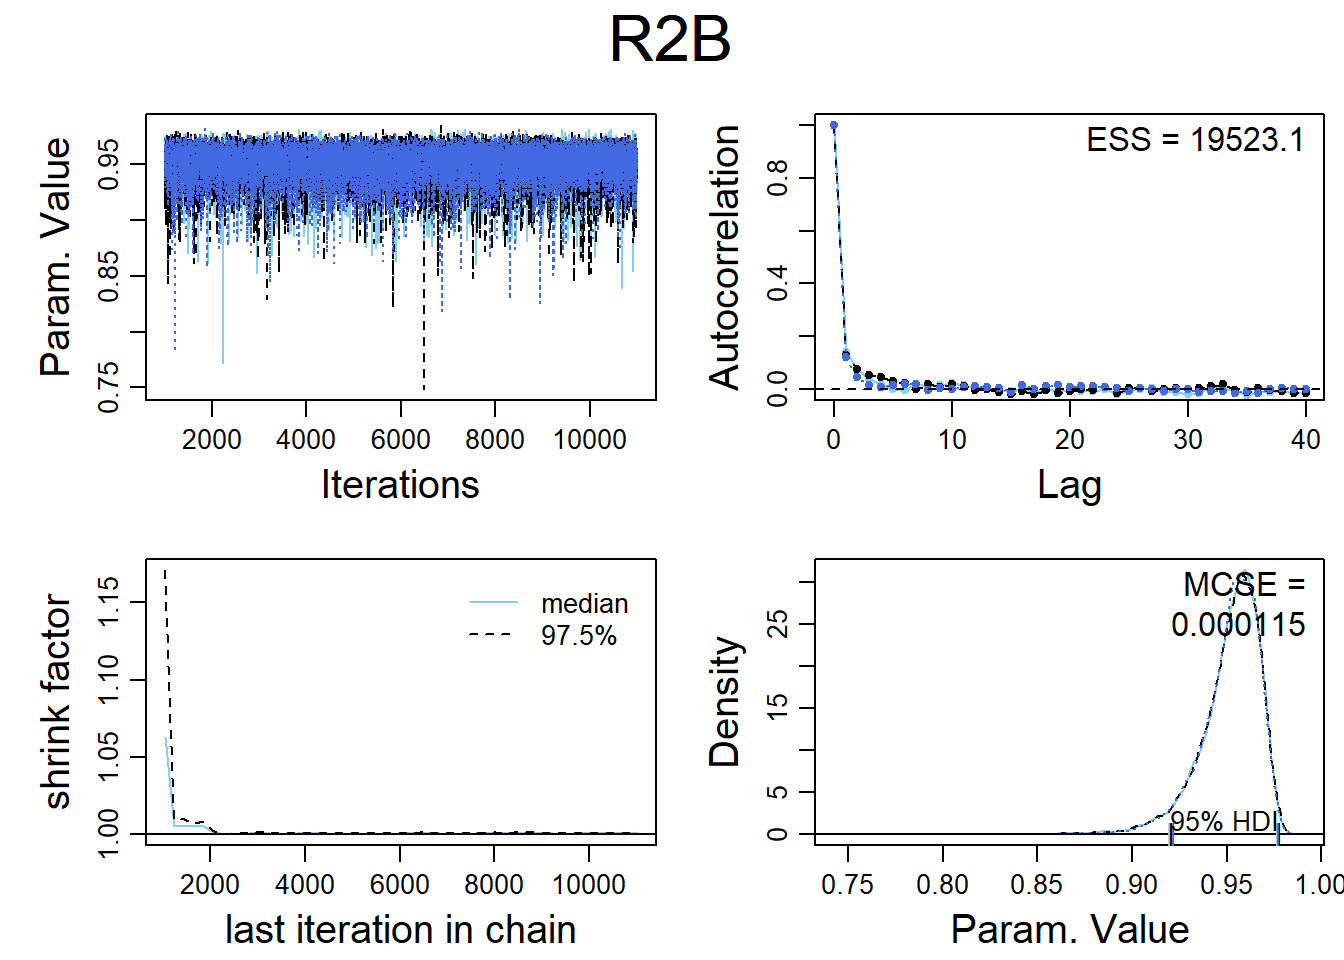 R2B
Param. Value
0.75
0.85
0.95
2000 4000 6000 8000 10000
Iterations
Autocorrelation
0.0
0.4
0.8
ESS = 19523.1
0 10 20 30 40
Lag
shrink factor
1.00
1.05
1.10
1.15
median
97.5%
2000 4000 6000 8000 10000
last iteration in chain
Density
0
5
15
25
MCSE =
0.000115
95% HDI
0.75 0.80 0.85 0.90 0.95 1.00
Param. Value